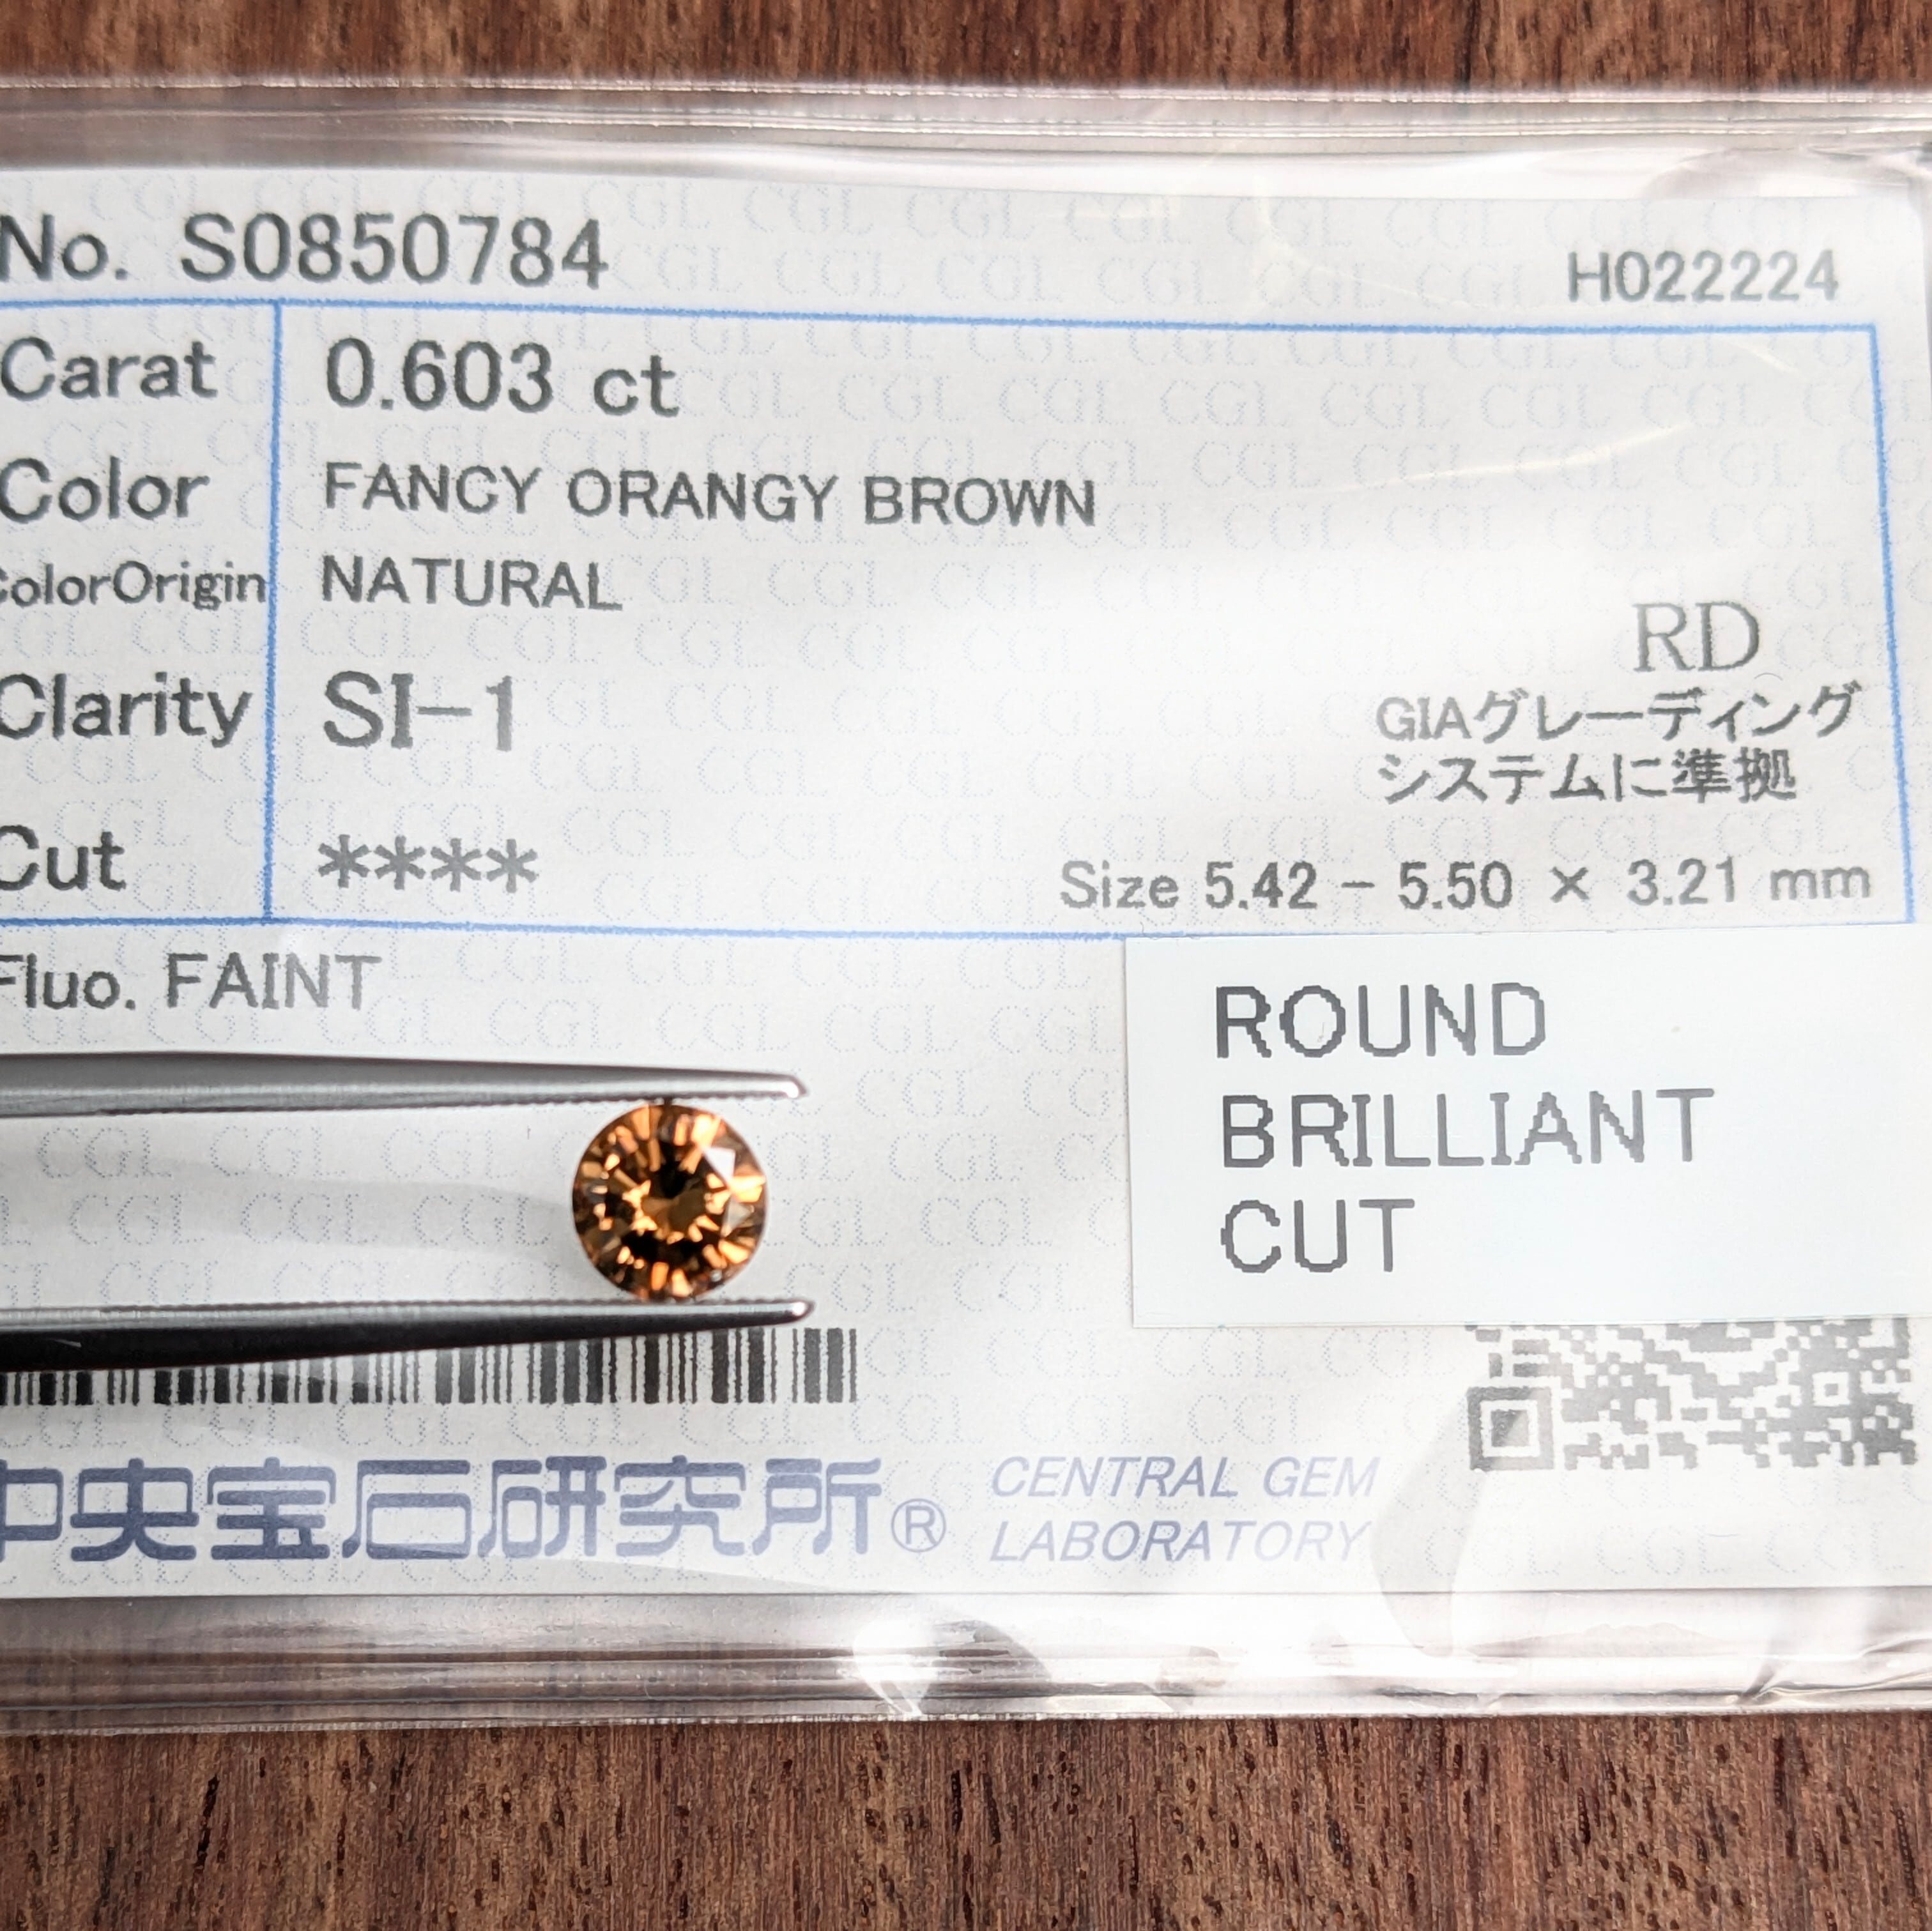 No. S0850784
H022224
Carat 0.603 ct
Color FANCY ORANGY BROWN
ColorOrigin NATURAL
RD
Clarity SI-1
GIAグレーディング
システムに準拠
Cut ****
Size 5.42 - 5.50 × 3.21 mm
Fluo. FAINT
ROUND
BRILLIANT
CUT
中央宝石研究所®
CENTRAL GEM
LABORATORY